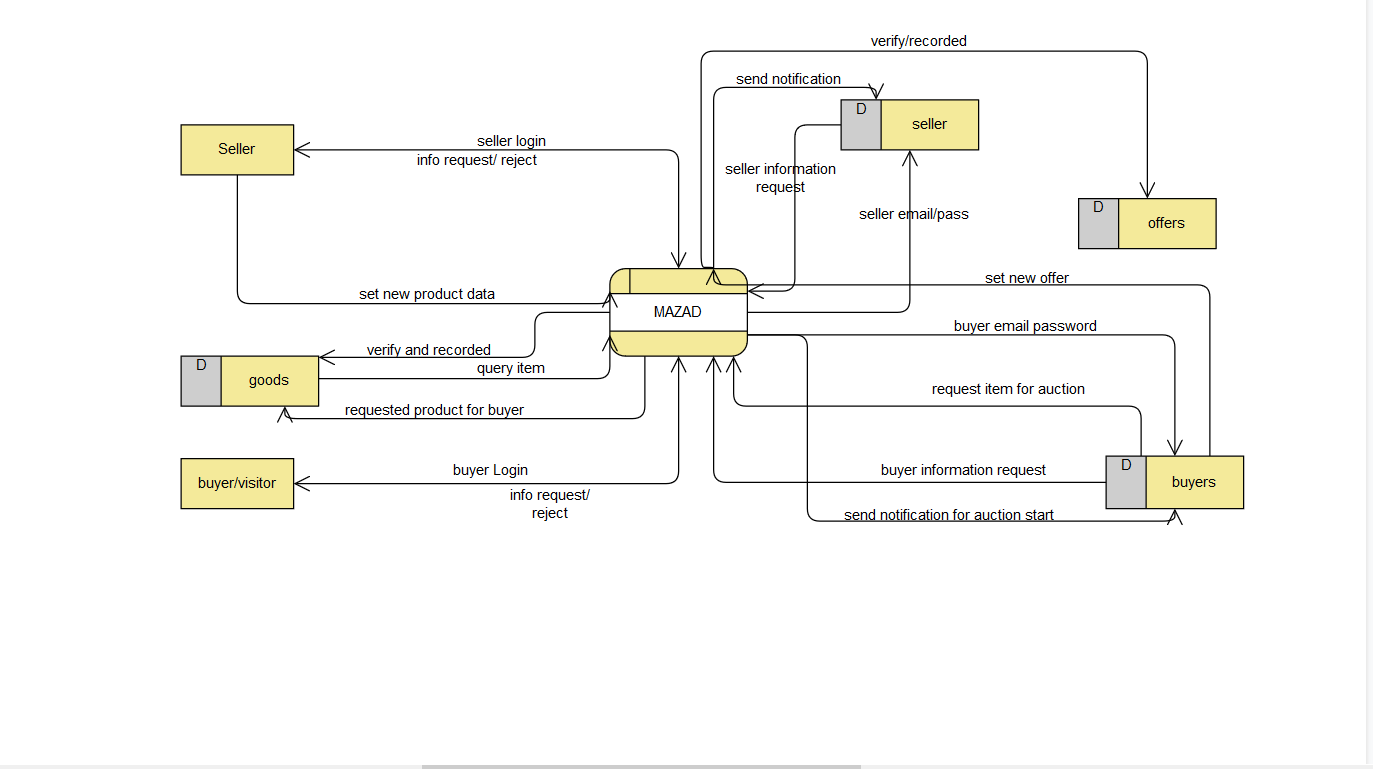 verify/recorded
send notification
D
seller
seller login
Seller
info request/ reject
seller information
request
D
offers
seller email/pass
set new offer
set new product data
MAZAD
buyer email password
verify and recorded
D
goods
query item
request item for auction
requested product for buyer
buyer Login
buyer information request
D
buyers
buyer/visitor
info request/
reject
send notification for auction start